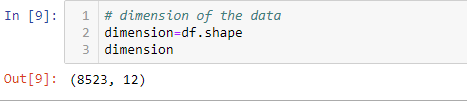 In [9]: 1 # dimension of the data
2 dimension=df.shape
3 dimension
Out[9]: (8523, 12)